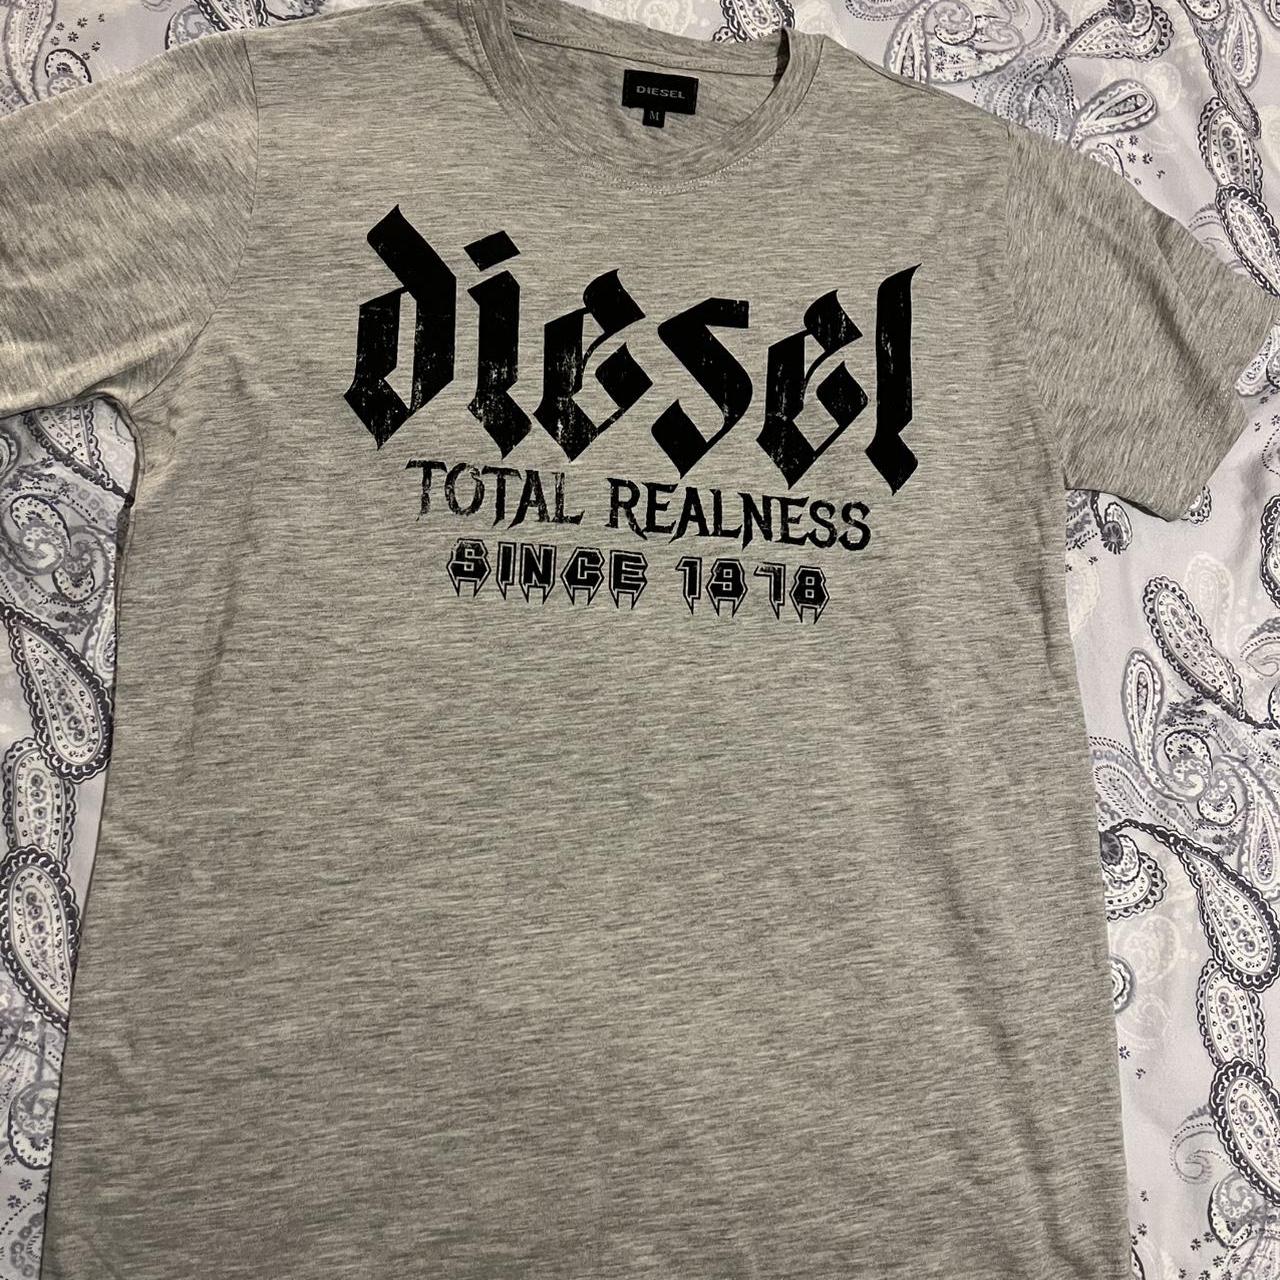 DIESEL
M
diesel
TOTAL REALNESS
SINCE 1978